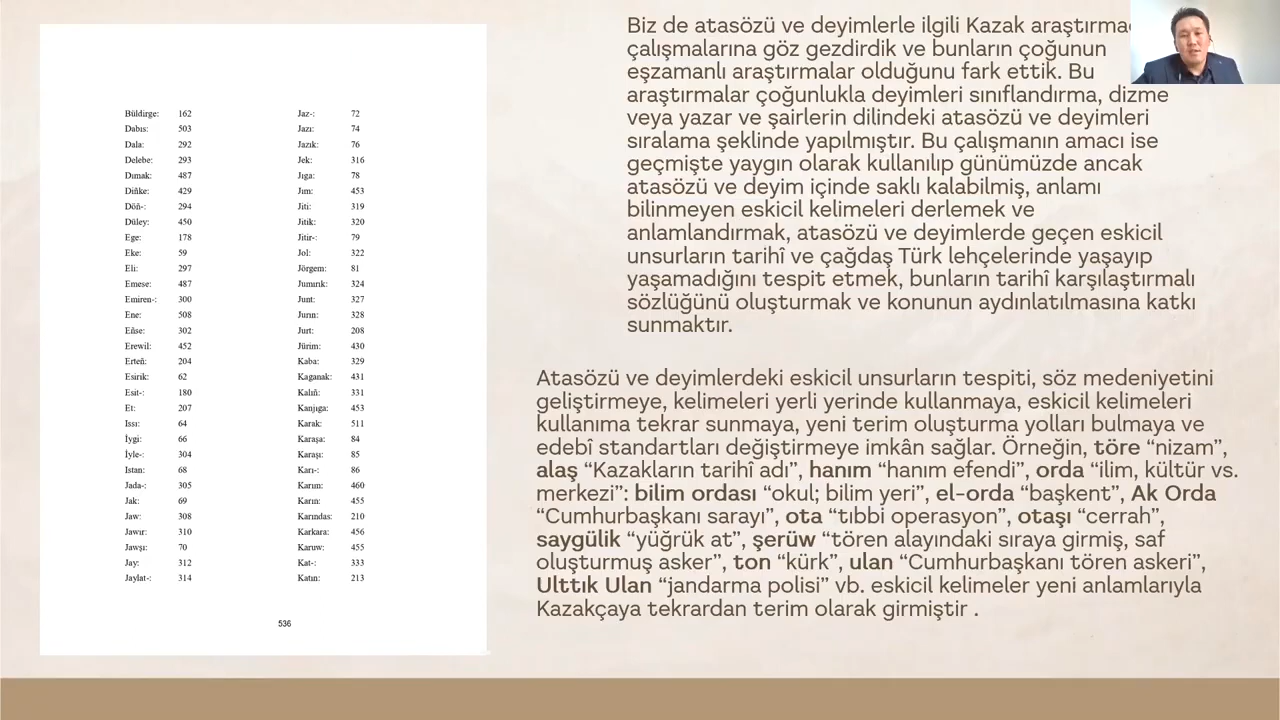 Büldirge: 162
Dabıs: 503
Dala: 292
Delebe: 293
Dımak: 487
Diñke: 429
Döñ-: 294
Düley: 450
Ege: 178
Eke: 59
Eli: 297
Emese: 487
Emiren-: 300
Ene: 508
Eñse: 302
Erewil: 452
Erteñ: 204
Esirik: 62
Esit-: 180
Et: 207
Issı: 64
İygi: 66
İyle-: 304
Istan: 68
Jada-: 305
Jak: 69
Jaw: 308
Jawır: 310
Jawşı: 70
Jay: 312
Jaylat-: 314
Jaz-: 72
Jazı: 74
Jazık: 76
Jek: 316
Jıga: 78
Jım: 453
Jiti: 319
Jitik: 320
Jitir-: 79
Jol: 322
Jörgem: 81
Jumırık: 324
Junt: 327
Jurın: 328
Jurt: 208
Jürim: 430
Kaba: 329
Kaganak: 431
Kalıñ: 331
Kanjıga: 453
Karak: 511
Karaşa: 84
Karaşı: 85
Karı-: 86
Karım: 460
Karın: 455
Karındas: 210
Karkara: 456
Karuw: 455
Kat-: 333
Katın: 213
536
Biz de atasözü ve deyimlerle ilgili Kazak
çalışmalarına göz gezdirdik ve bunların çoğunun
eşzamanlı araştırmalar olduğunu fark ettik. Bu
araştırmalar çoğunlukla deyimleri sınıflandırma, dizme
veya yazar ve şairlerin dilindeki atasözü ve deyimleri
sıralama şeklinde yapılmıştır. Bu çalışmanın amacı ise
geçmişte yaygın olarak kullanılıp günümüzde ancak
atasözü ve deyim içinde saklı kalabilmiş, anlamı
bilinmeyen eskicil kelimeleri derlemek ve
anlamlandırmak, atasözü ve deyimlerde geçen eskicil
unsurların tarihî ve çağdaş Türk lehçelerinde yaşayıp
yaşamadığını tespit etmek, bunların tarihî karşılaştırmalı
sözlüğünü oluşturmak ve konunun aydınlatılmasına katkı
sunmaktır.
Atasözü ve deyimlerdeki eskicil unsurların tespiti, söz medeniyetini
geliştirmeye, kelimeleri yerli yerinde kullanmaya, eskicil kelimeleri
kullanıma tekrar sunmaya, yeni terim oluşturma yolları bulmaya ve
edebî standartları değiştirmeye imkân sağlar. Örneğin, töre “nizam”,
alaş “Kazakların tarihî adı”, hanım “hanım efendi”, orda “ilim, kültür vs.
merkezi”: bilim ordası “okul; bilim yeri”, el-orda “başkent”, Ak Orda
“Cumhurbaşkanı sarayı”, ota “tıbbi operasyon”, otaşı “cerrah”,
saygülik “yüğrük at”, şerüw “tören alayındaki sıraya girmiş, saf
oluşturmuş asker”, ton “kürk”, ulan “Cumhurbaşkanı tören askeri”,
Ulttık Ulan “jandarma polisi” vb. eskicil kelimeler yeni anlamlarıyla
Kazakçaya tekrardan terim olarak girmiştir .